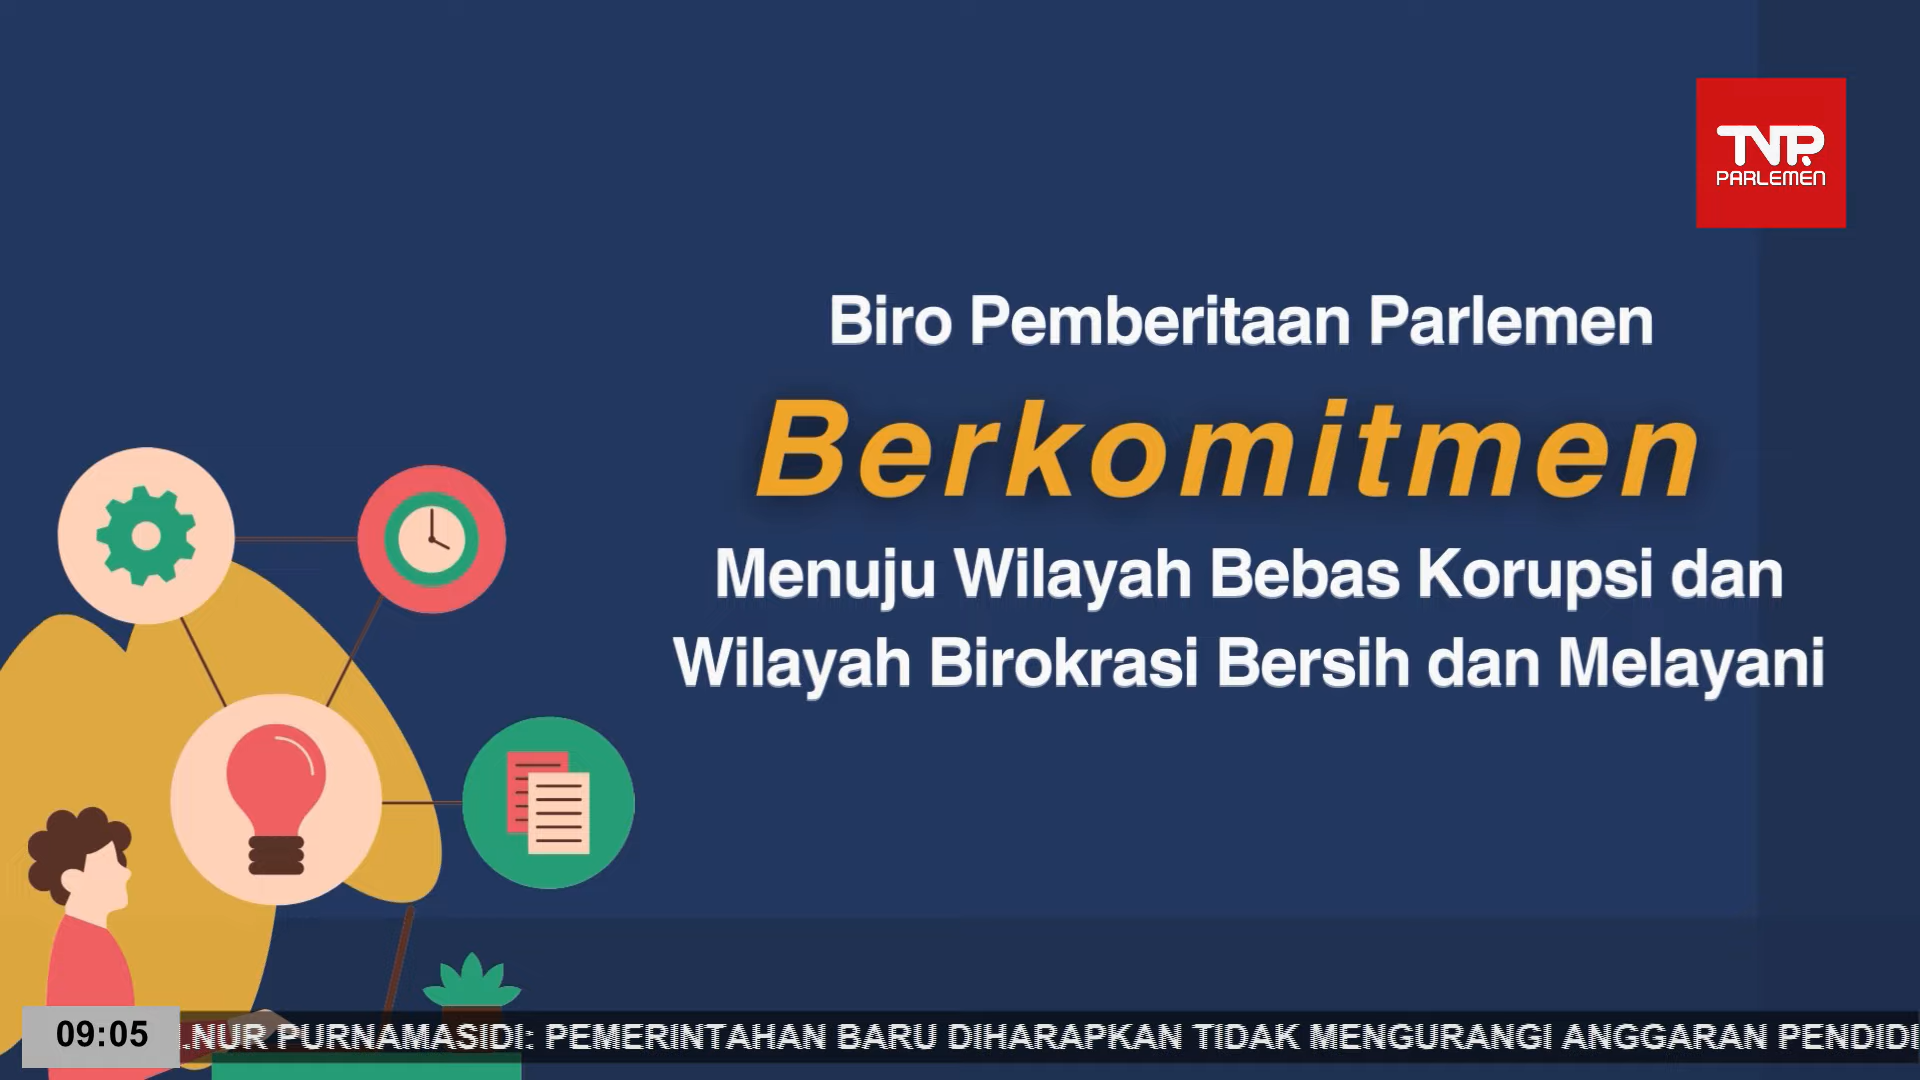 TVR
PARLEMEN
Biro Pemberitaan Parlemen
Berkomitmen
Menuju Wilayah Bebas Korupsi dan
Wilayah Birokrasi Bersih dan Melayani
09:05
.NUR PURNAMASIDI: PEMERINTAHAN BARU DIHARAPKAN TIDAK MENGURANGI ANGGARAN PENDIDI